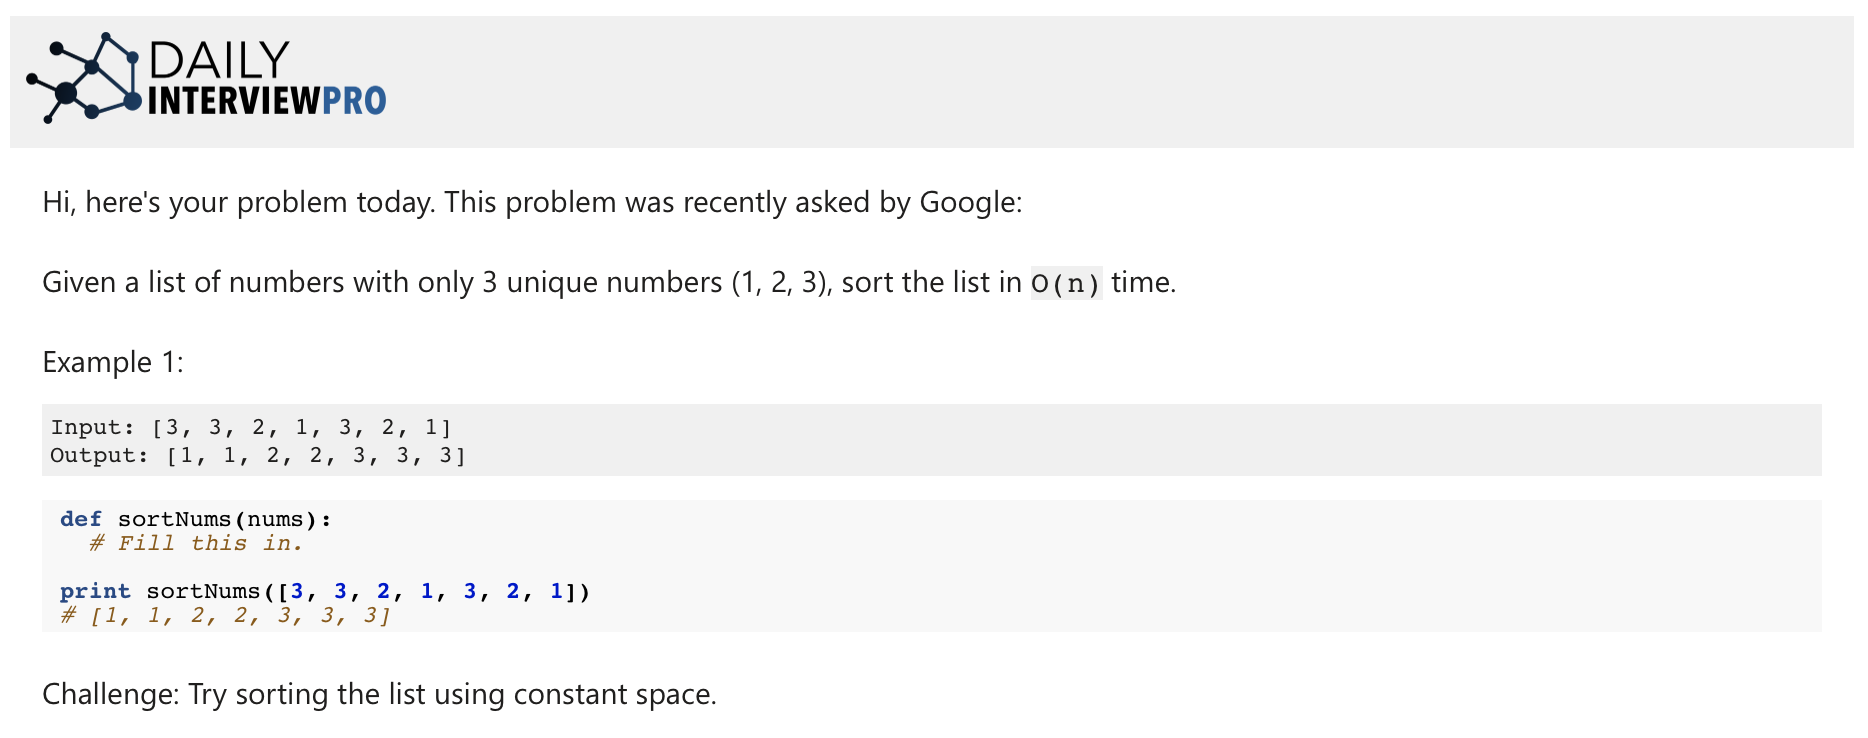 DAILY
INTERVIEWPRO
Hi, here's your problem today. This problem was recently asked by Google:
Given a list of numbers with only 3 unique numbers (1, 2, 3), sort the list in O(n) time.
Example 1:
Input: [3, 3, 2, 1, 3, 2, 1]
Output: [1, 1, 2, 2, 3, 3, 3]
def sortNums(nums):
  # Fill this in.
print sortNums([3, 3, 2, 1, 3, 2, 1])
# [1, 1, 2, 2, 3, 3, 3]
Challenge: Try sorting the list using constant space.